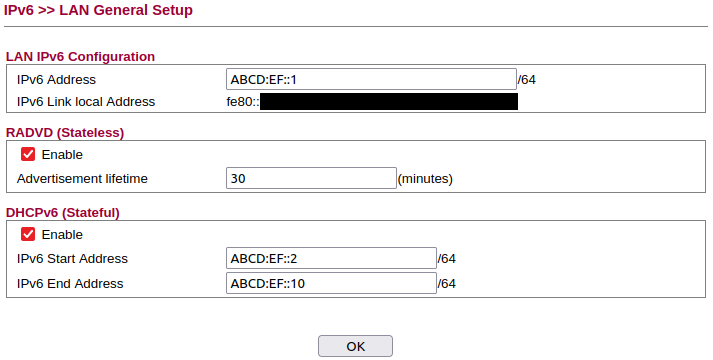 IPv6 >> LAN General Setup
LAN IPv6 Configuration
IPv6 Address ABCD:EF::1 /64
IPv6 Link local Address fe80::
RADVD (Stateless)
Enable
Advertisement lifetime 30 (minutes)
DHCPv6 (Stateful)
Enable
IPv6 Start Address ABCD:EF::2 /64
IPv6 End Address ABCD:EF::10 /64
OK